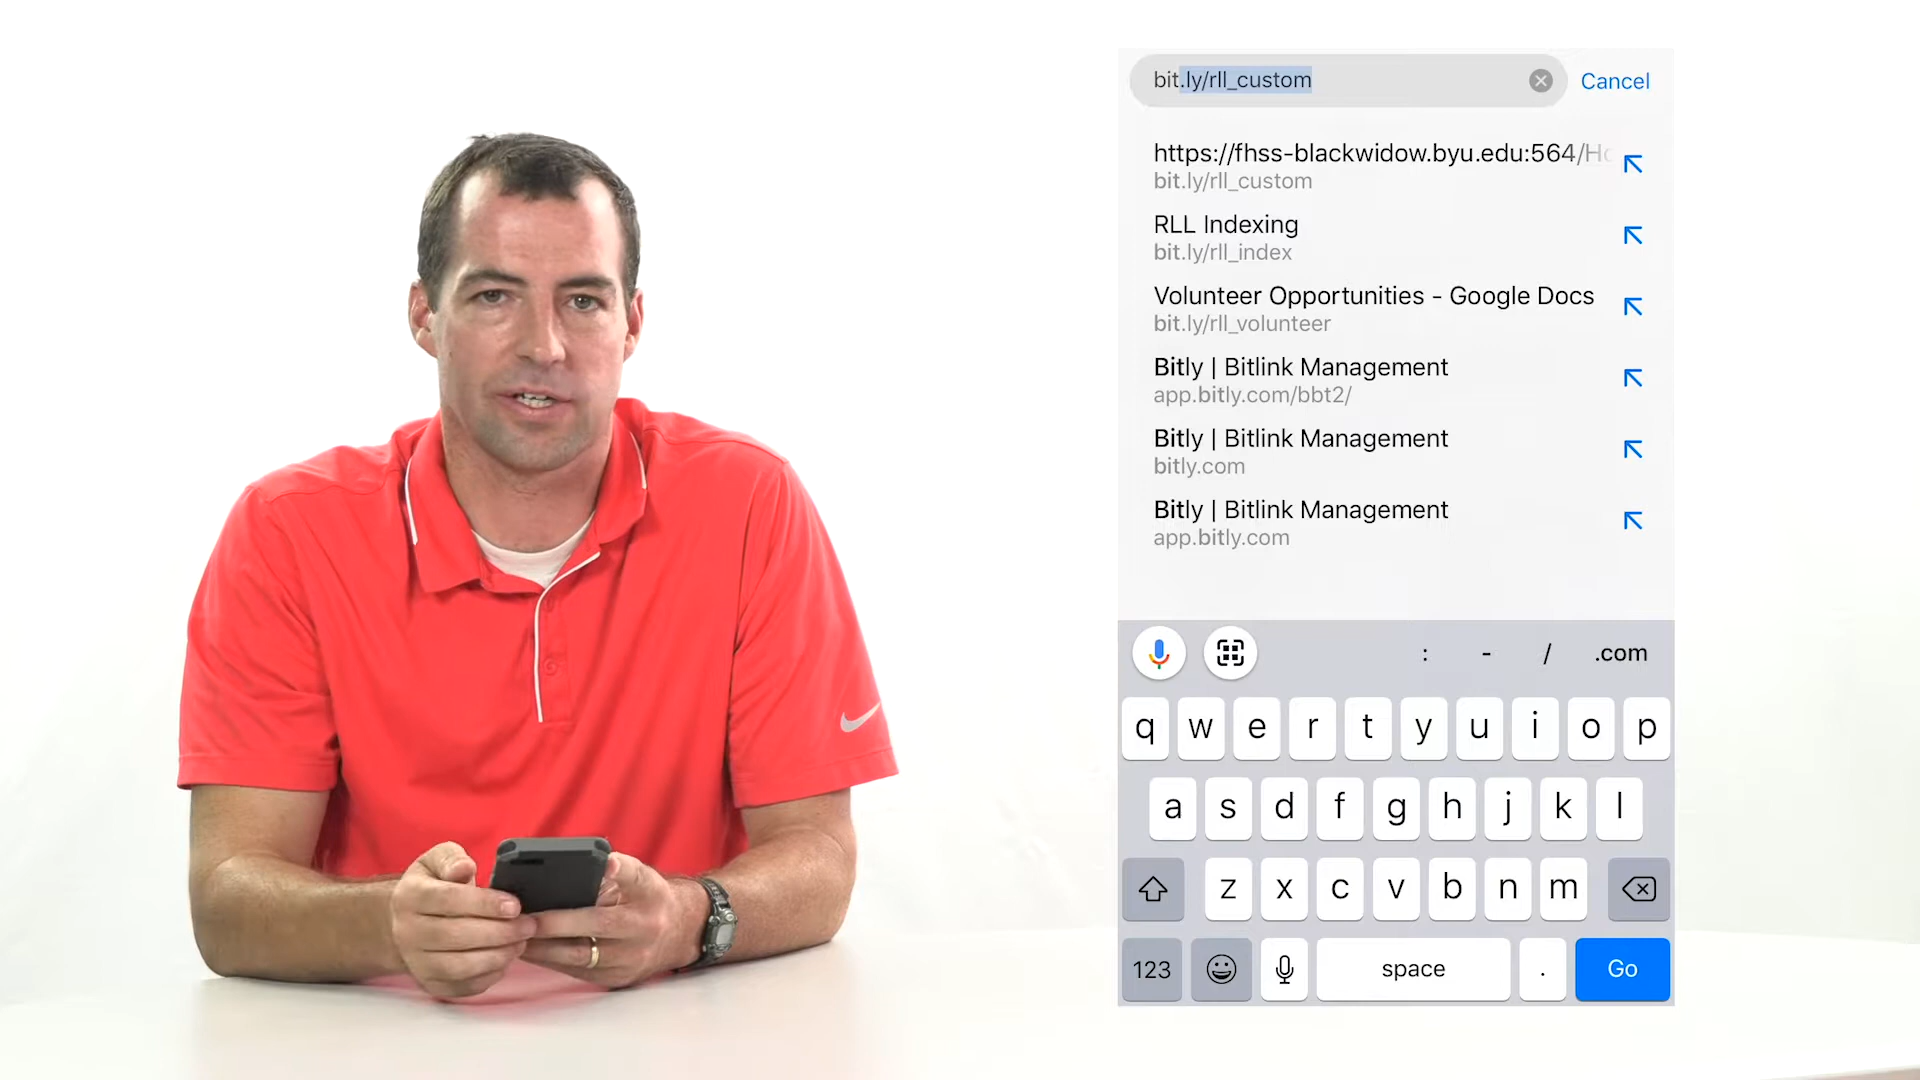 bit.ly/rll_custom
Cancel
https://fhss-blackwidow.byu.edu:564/Ho
bit.ly/rll_custom
RLL Indexing
bit.ly/rll_index
Volunteer Opportunities - Google Docs
bit.ly/rll_volunteer
Bitly | Bitlink Management
app.bitly.com/bbt2/
Bitly | Bitlink Management
bitly.com
Bitly | Bitlink Management
app.bitly.com
: - / .com
q w e r t y u i o p
a s d f g h j k l
z x c v b n m
123 space . Go